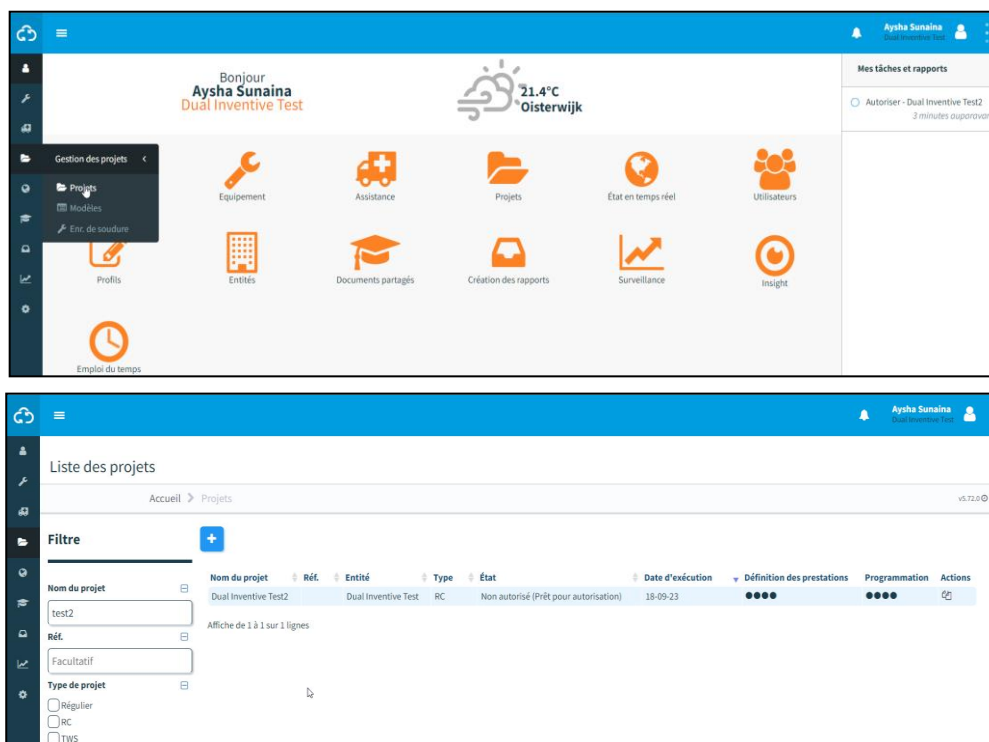 Aysha Sunaina
Dual Inventive Test
Bonjour
Aysha Sunaina
Dual Inventive Test
21.4°C
Oisterwijk
Mes tâches et rapports
Autoriser - Dual Inventive Test2
3 minutes auparavant
Gestion des projets
Projets
Modèles
Enr. de soudure
Equipement
Assistance
Projets
État en temps réel
Utilisateurs
Profils
Entités
Documents partagés
Création des rapports
Surveillance
Insight
Emploi du temps
Aysha Sunaina
Dual Inventive Test
Liste des projets
Accueil
Projets
v5.72.0
Filtre
Nom du projet
test2
Réf.
Facultatif
Type de projet
Régulier
RC
TWS
Nom du projet Réf. Entité Type État Date d'exécution Définition des prestations Programmation Actions
Dual Inventive Test2 Dual Inventive Test RC Non autorisé (Prêt pour autorisation) 18-09-23
Affiche de 1 à 1 sur 1 lignes